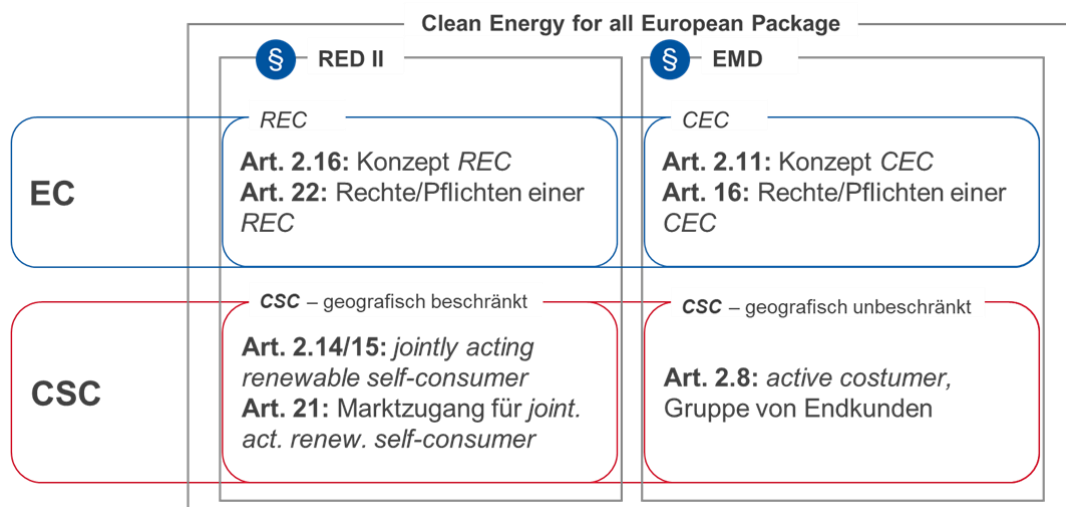 Clean Energy for all European Package
§ RED II
§ EMD
EC
REC
Art. 2.16: Konzept REC
Art. 22: Rechte/Pflichten einer
REC
CEC
Art. 2.11: Konzept CEC
Art. 16: Rechte/Pflichten einer
CEC
CSC
CSC – geografisch beschränkt
Art. 2.14/15: jointly acting
renewable self-consumer
Art. 21: Marktzugang für joint.
act. renew. self-consumer
CSC – geografisch unbeschränkt
Art. 2.8: active costumer,
Gruppe von Endkunden